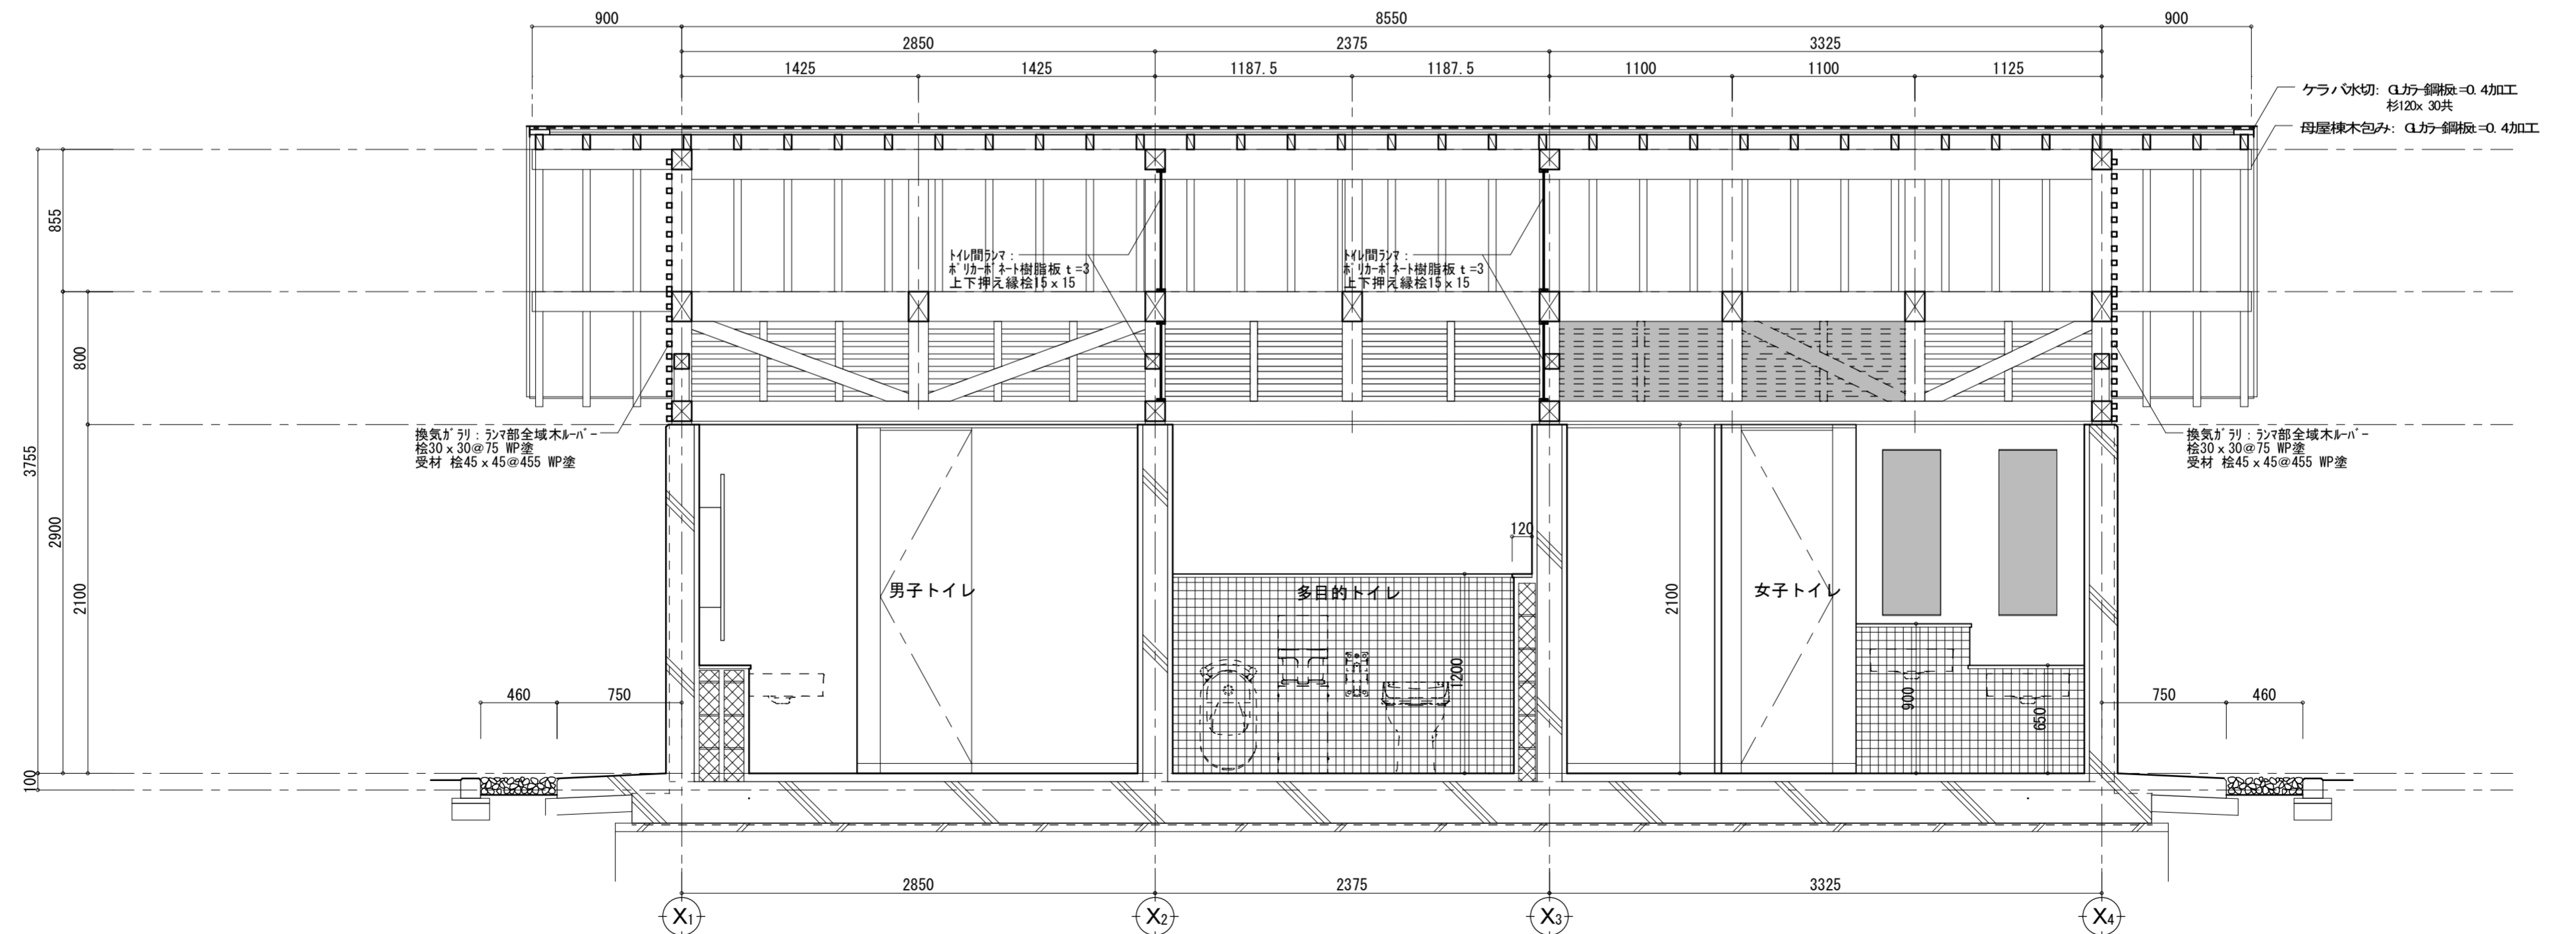 900
8550
900
2850
2375
3325
1425
1425
1187.5
1187.5
1100
1100
1125
ケラバ水切: GLカラー鋼板t=0.4加工
杉120x 30共
母屋棟木包み: GLカラー鋼板t=0.4加工
855
800
3755
2900
2100
100
トイレ間ランマ:
ポリカーボネート樹脂板 t=3
上下押え縁桧15x15
トイレ間ランマ:
ポリカーボネート樹脂板 t=3
上下押え縁桧15x15
換気ガラリ: ランマ部全域木ルーバー
桧30x30@75 WP塗
受材 桧45x45@455 WP塗
換気ガラリ: ランマ部全域木ルーバー
桧30x30@75 WP塗
受材 桧45x45@455 WP塗
120
男子トイレ
多目的トイレ
2100
女子トイレ
1200
900
650
460
750
750
460
2850
2375
3325
X1
X2
X3
X4